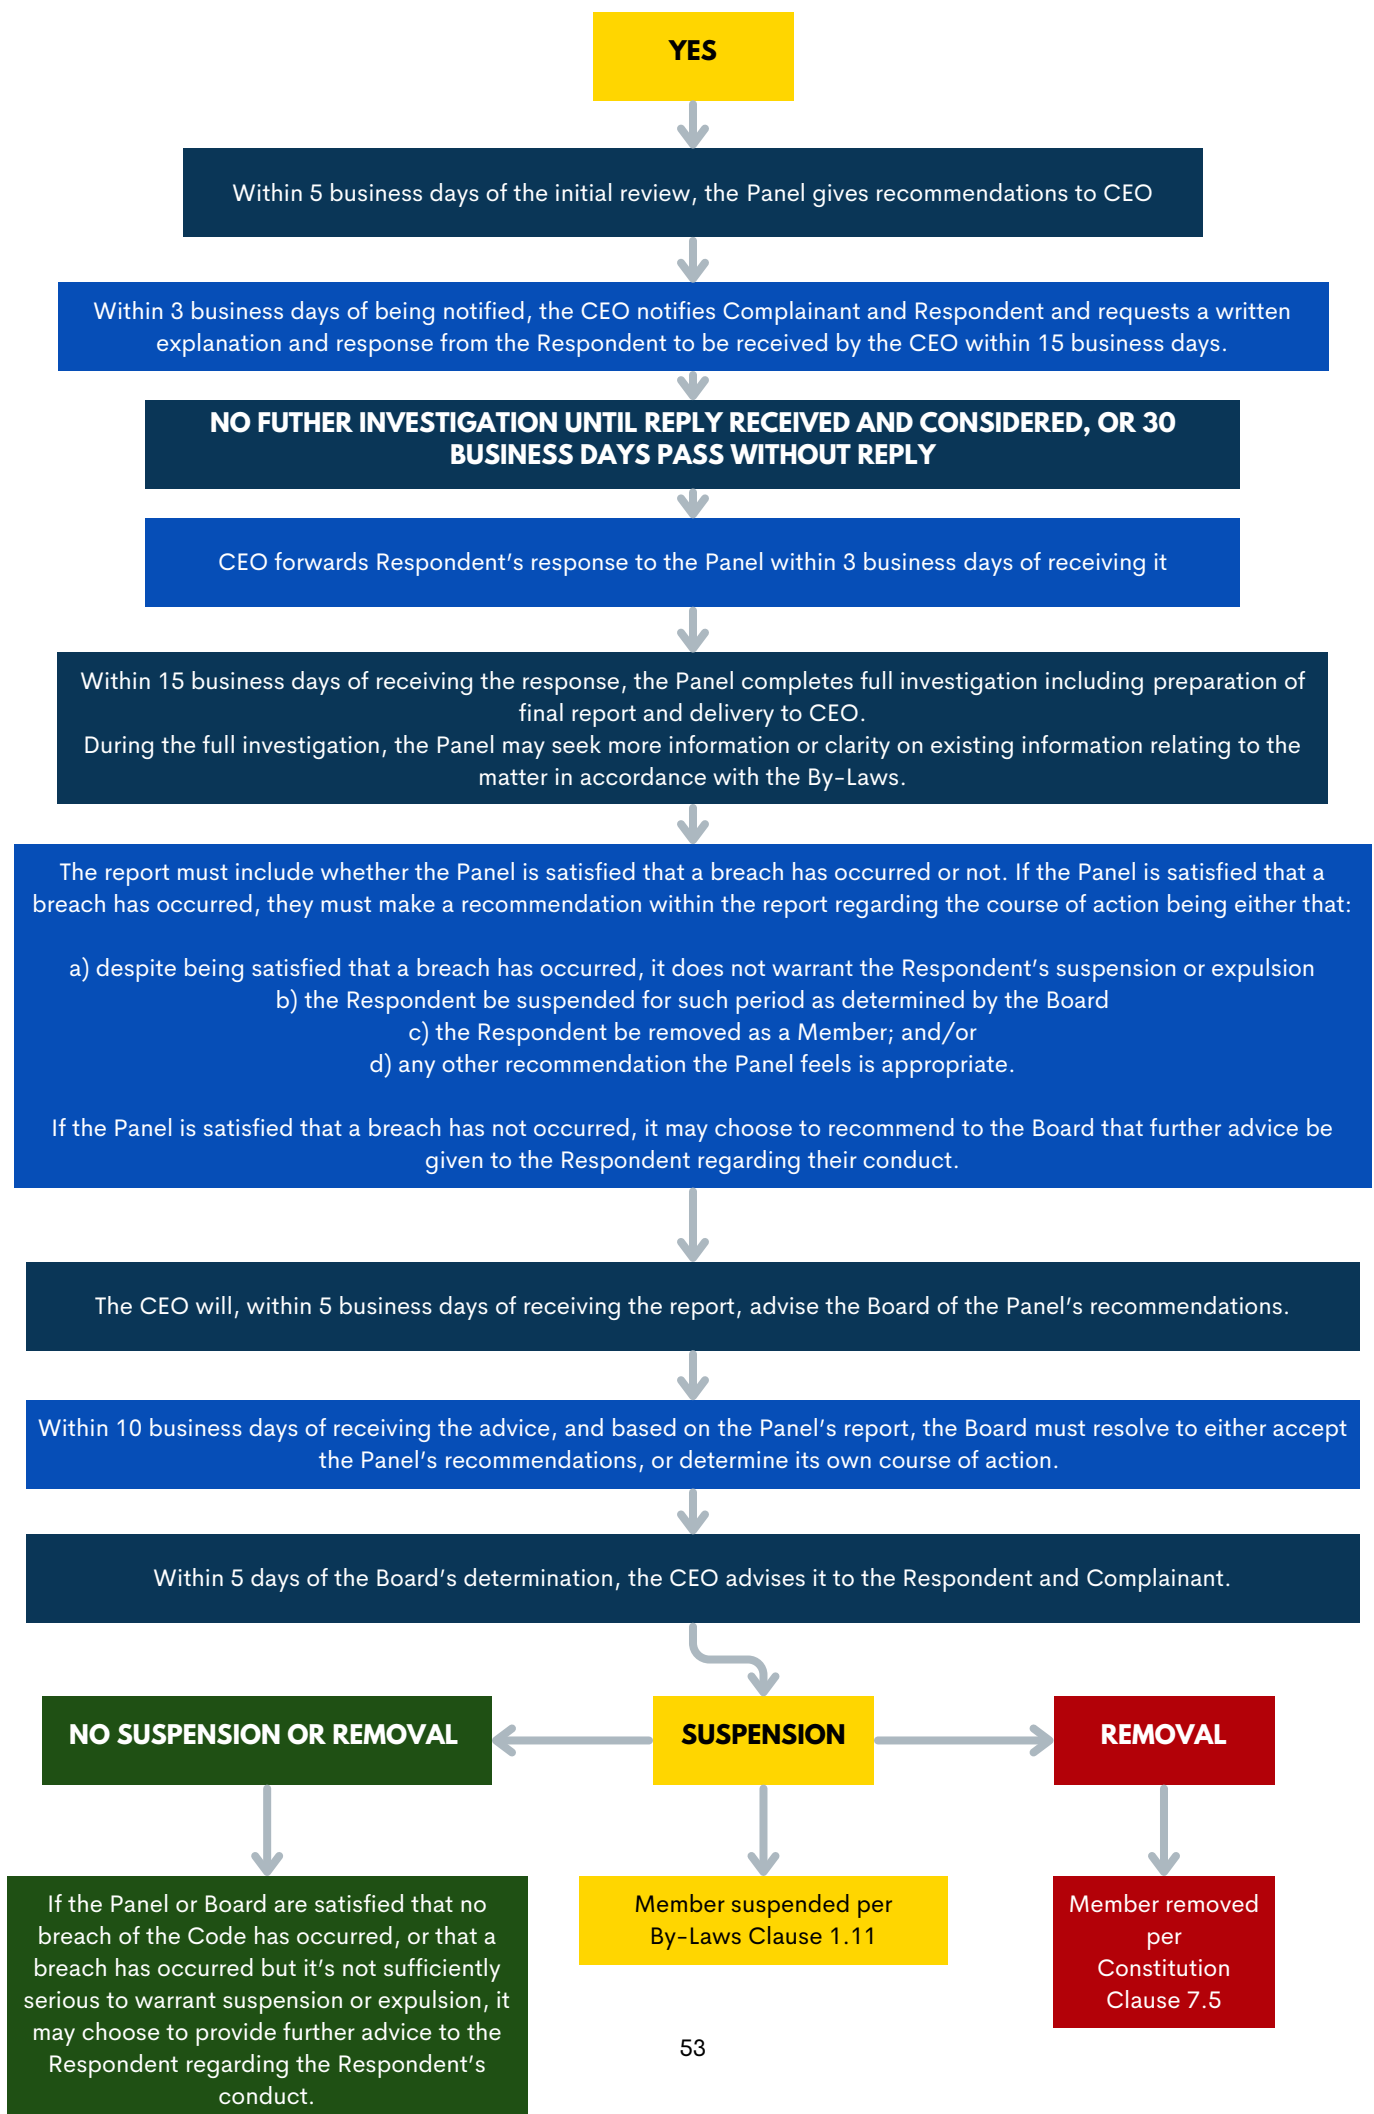 YES
Within 5 business days of the initial review, the Panel gives recommendations to CEO
Within 3 business days of being notified, the CEO notifies Complainant and Respondent and requests a written
explanation and response from the Respondent to be received by the CEO within 15 business days.
NO FUTHER INVESTIGATION UNTIL REPLY RECEIVED AND CONSIDERED, OR 30
BUSINESS DAYS PASS WITHOUT REPLY
CEO forwards Respondent's response to the Panel within 3 business days of receiving it
Within 15 business days of receiving the response, the Panel completes full investigation including preparation of
final report and delivery to CEO.
During the full investigation, the Panel may seek more information or clarity on existing information relating to the
matter in accordance with the By-Laws.
The report must include whether the Panel is satisfied that a breach has occurred or not. If the Panel is satisfied that a
breach has occurred, they must make a recommendation within the report regarding the course of action being either that:
a) despite being satisfied that a breach has occurred, it does not warrant the Respondent's suspension or expulsion
b) the Respondent be suspended for such period as determined by the Board
c) the Respondent be removed as a Member; and/or
d) any other recommendation the Panel feels is appropriate.
If the Panel is satisfied that a breach has not occurred, it may choose to recommend to the Board that further advice be
given to the Respondent regarding their conduct.
The CEO will, within 5 business days of receiving the report, advise the Board of the Panel's recommendations.
Within 10 business days of receiving the advice, and based on the Panel's report, the Board must resolve to either accept
the Panel's recommendations, or determine its own course of action.
Within 5 days of the Board's determination, the CEO advises it to the Respondent and Complainant.
NO SUSPENSION OR REMOVAL
SUSPENSION
REMOVAL
If the Panel or Board are satisfied that no
breach of the Code has occurred, or that a
breach has occurred but it's not sufficiently
serious to warrant suspension or expulsion, it
may choose to provide further advice to the
Respondent regarding the Respondent's
conduct.
Member suspended per
By-Laws Clause 1.11
Member removed
per
Constitution
Clause 7.5
53